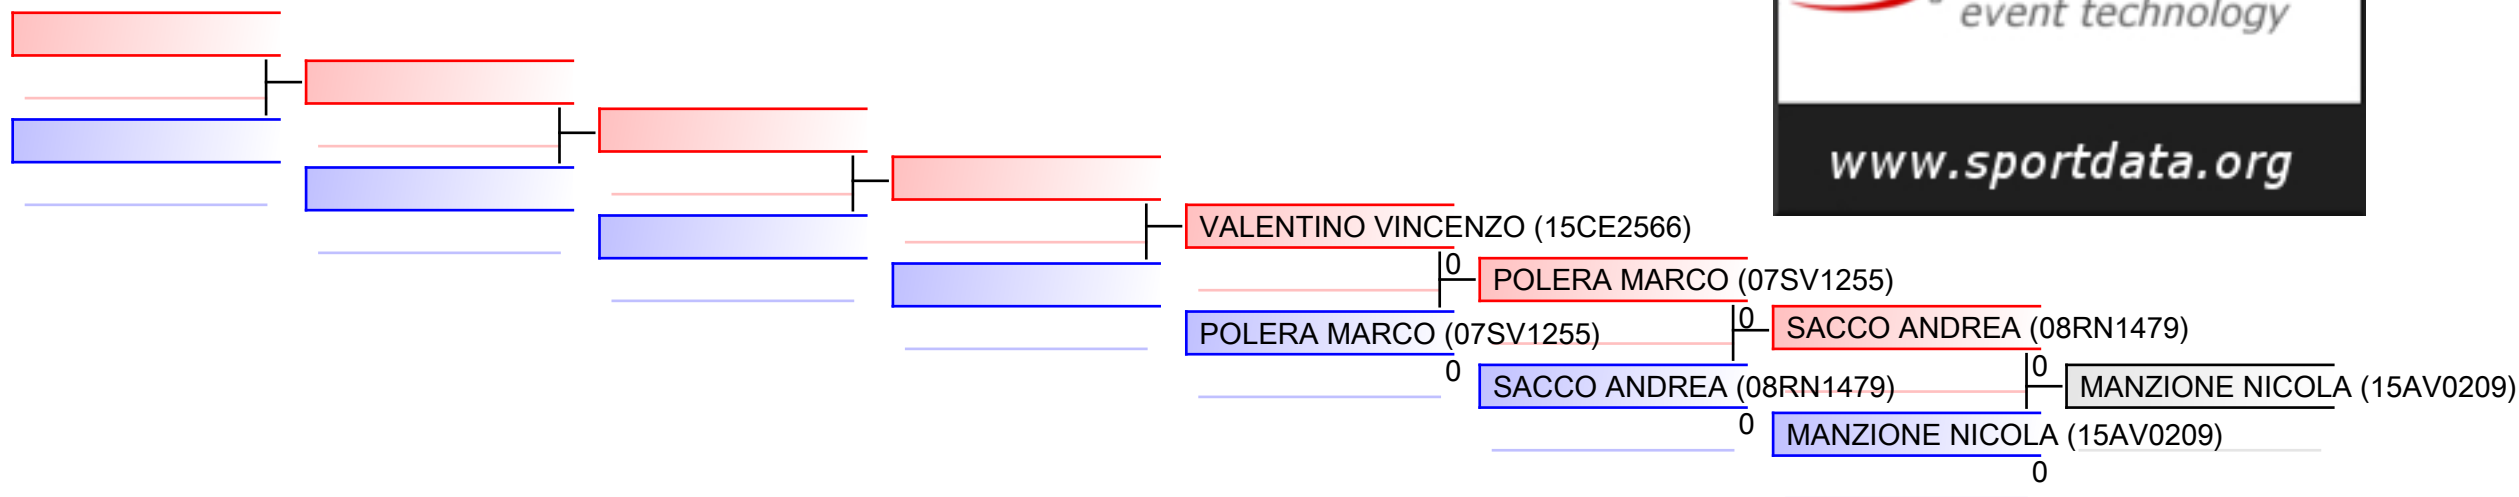 event technology
www.sportdata.org
VALENTINO VINCENZO (15CE2566)
0
POLERA MARCO (07SV1255)
POLERA MARCO (07SV1255)
0
0
SACCO ANDREA (08RN1479)
SACCO ANDREA (08RN1479)
0
0
MANZIONE NICOLA (15AV0209)
MANZIONE NICOLA (15AV0209)
0